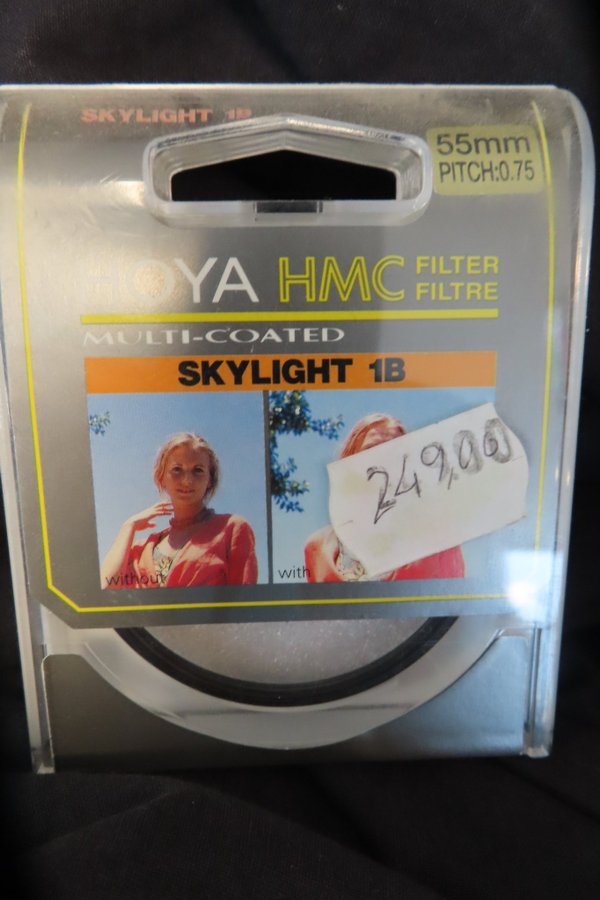 SKYLIGHT 1B
55mm
PITCH:0.75
HOYA HMC FILTER
FILTRE
MULTI-COATED
SKYLIGHT 1B
249,00
without
with